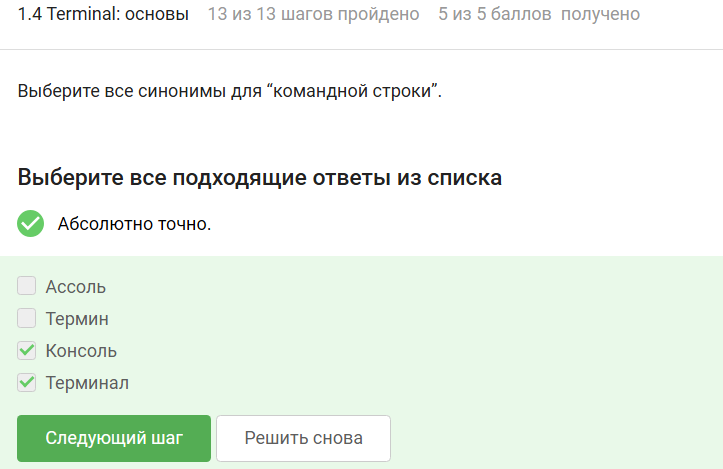 1.4 Terminal: основы 13 из 13 шагов пройдено 5 из 5 баллов получено
Выберите все синонимы для “командной строки”.
Выберите все подходящие ответы из списка
Абсолютно точно.
Ассоль
Термин
Консоль
Терминал
Следующий шаг Решить снова